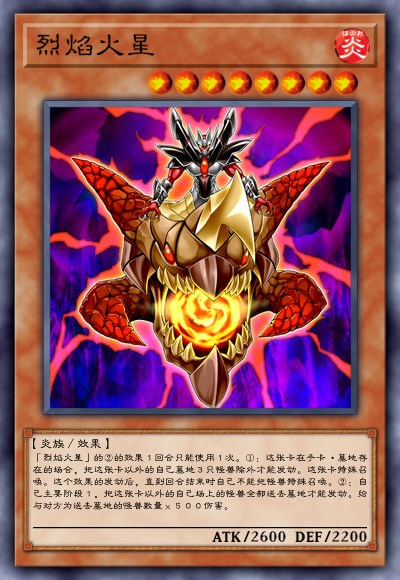 烈焰火星
炎
ほのお
【炎族／效果】
「烈焰火星」的②的效果1回合只能使用1次。①：这张卡在手卡·墓地存
在的场合，把这张卡以外的自己墓地3只怪兽除外才能发动。这张卡特殊召
唤。这个效果的发动后，直到回合结束时自己不能把怪兽特殊召唤。②：自
己主要阶段1，把这张卡以外的自己场上的怪兽全部送去墓地才能发动。给
与对方为送去墓地的怪兽数量×500伤害。
ATK/2600 DEF/2200